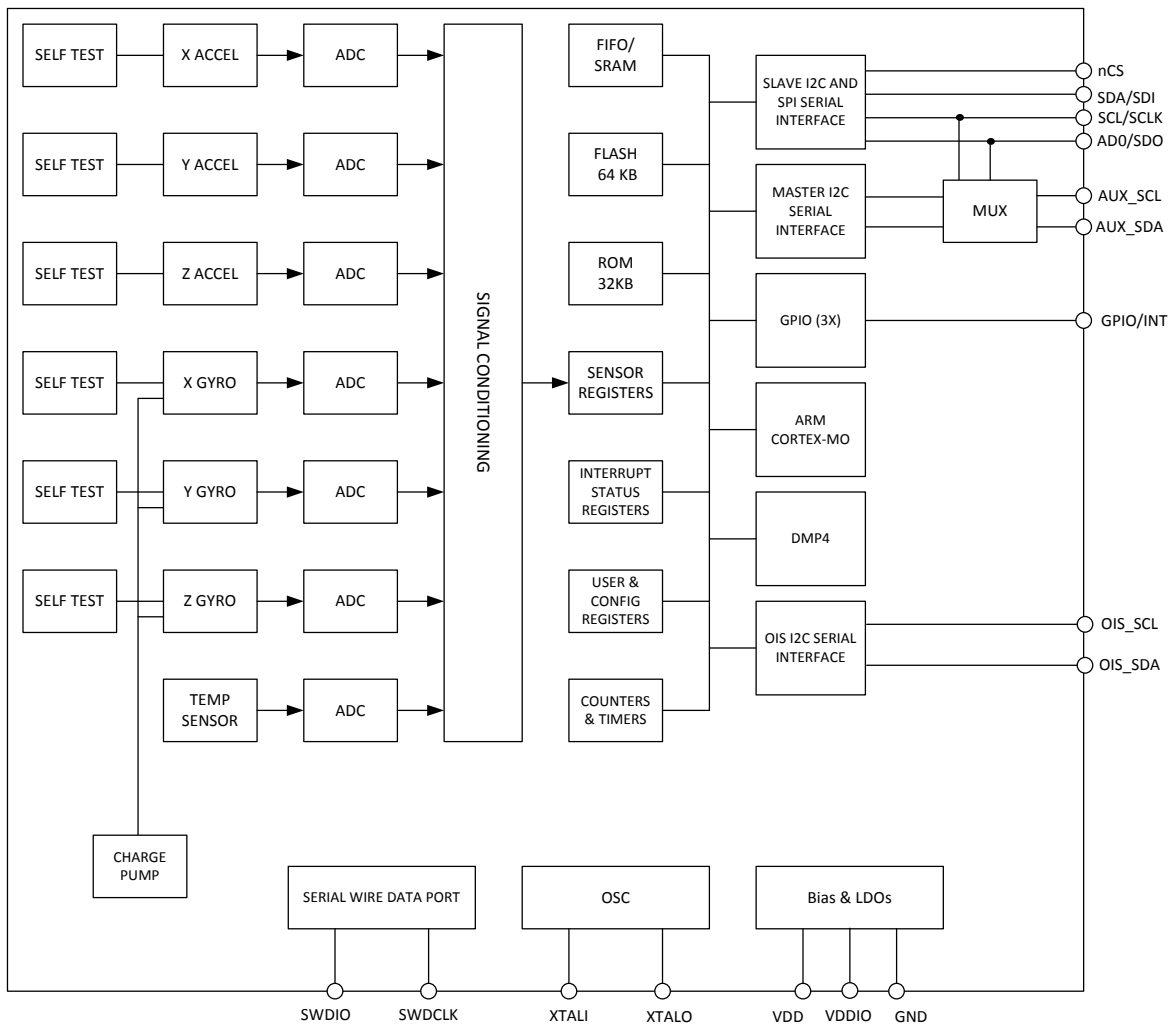 SELF TEST
X ACCEL
ADC
FIFO/
SRAM
SLAVE I2C AND
SPI SERIAL
INTERFACE
nCS
SDA/SDI
SCL/SCLK
AD0/SDO
SELF TEST
Y ACCEL
ADC
FLASH
64 KB
MASTER I2C
SERIAL
INTERFACE
MUX
AUX_SCL
AUX_SDA
SELF TEST
Z ACCEL
ADC
SIGNAL CONDITIONING
ROM
32KB
GPIO (3X)
GPIO/INT
SELF TEST
X GYRO
ADC
SENSOR
REGISTERS
ARM
CORTEX-MO
SELF TEST
Y GYRO
ADC
INTERRUPT
STATUS
REGISTERS
DMP4
SELF TEST
Z GYRO
ADC
USER &
CONFIG
REGISTERS
OIS I2C SERIAL
INTERFACE
OIS_SCL
OIS_SDA
TEMP
SENSOR
ADC
COUNTERS
& TIMERS
CHARGE
PUMP
SERIAL WIRE DATA PORT
OSC
Bias & LDOs
SWDIO
SWDCLK
XTALI
XTALO
VDD
VDDIO
GND